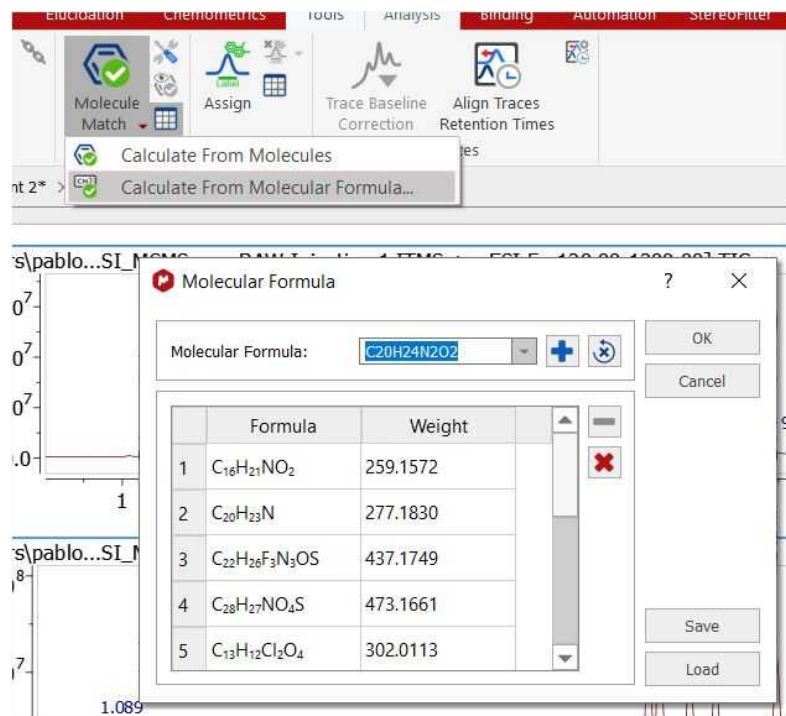 Elucidation Chemometrics Tools Analysis Binding Automation StereoFitter
Molecule Match
Label
Assign
Trace Baseline Correction
Align Traces Retention Times
Calculate From Molecules
Calculate From Molecular Formula...
nt 2*
Molecular Formula
?
Molecular Formula:
C20H24N2O2
OK
Cancel
Formula Weight
1 C₁₆H₂₁NO₂ 259.1572
2 C₂₀H₂₃N 277.1830
3 C₂₂H₂₆F₃N₃OS 437.1749
4 C₂₈H₂₇NO₄S 473.1661
5 C₁₃H₁₂Cl₂O₄ 302.0113
Save
Load
1
1.089